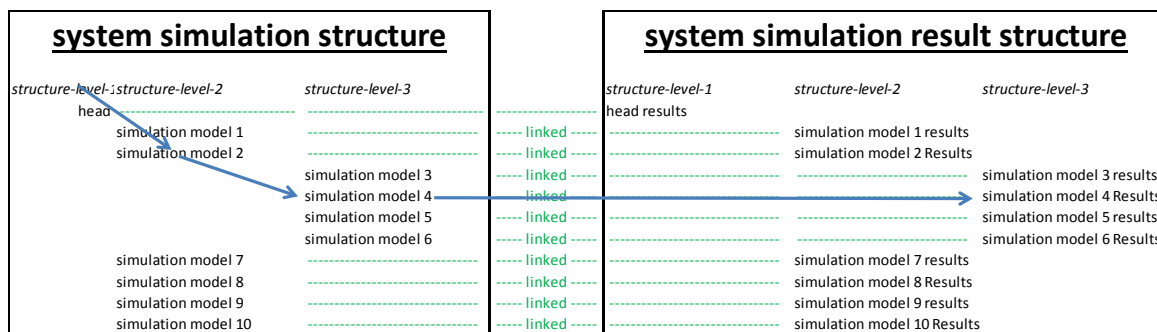 system simulation structure system simulation result structure
structure-level-1 structure-level-2 structure-level-3 structure-level-1 structure-level-2 structure-level-3
head head results
simulation model 1 linked simulation model 1 results
simulation model 2 linked simulation model 2 Results
simulation model 3 linked simulation model 3 results
simulation model 4 linked simulation model 4 Results
simulation model 5 linked simulation model 5 results
simulation model 6 linked simulation model 6 Results
simulation model 7 linked simulation model 7 results
simulation model 8 linked simulation model 8 Results
simulation model 9 linked simulation model 9 results
simulation model 10 linked simulation model 10 Results